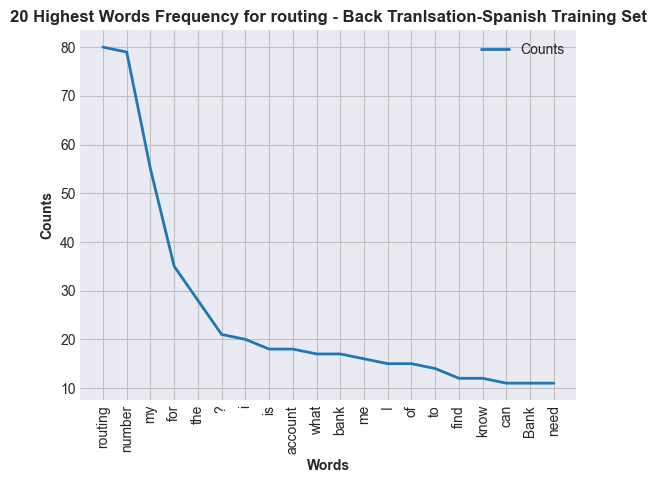 20 Highest Words Frequency for routing - Back Tranlsation-Spanish Training Set
Counts
80
70
60
50
40
30
20
10
Counts
routing
number
my
for
the
?
i
is
account
what
bank
me
I
of
to
find
know
can
Bank
need
Words